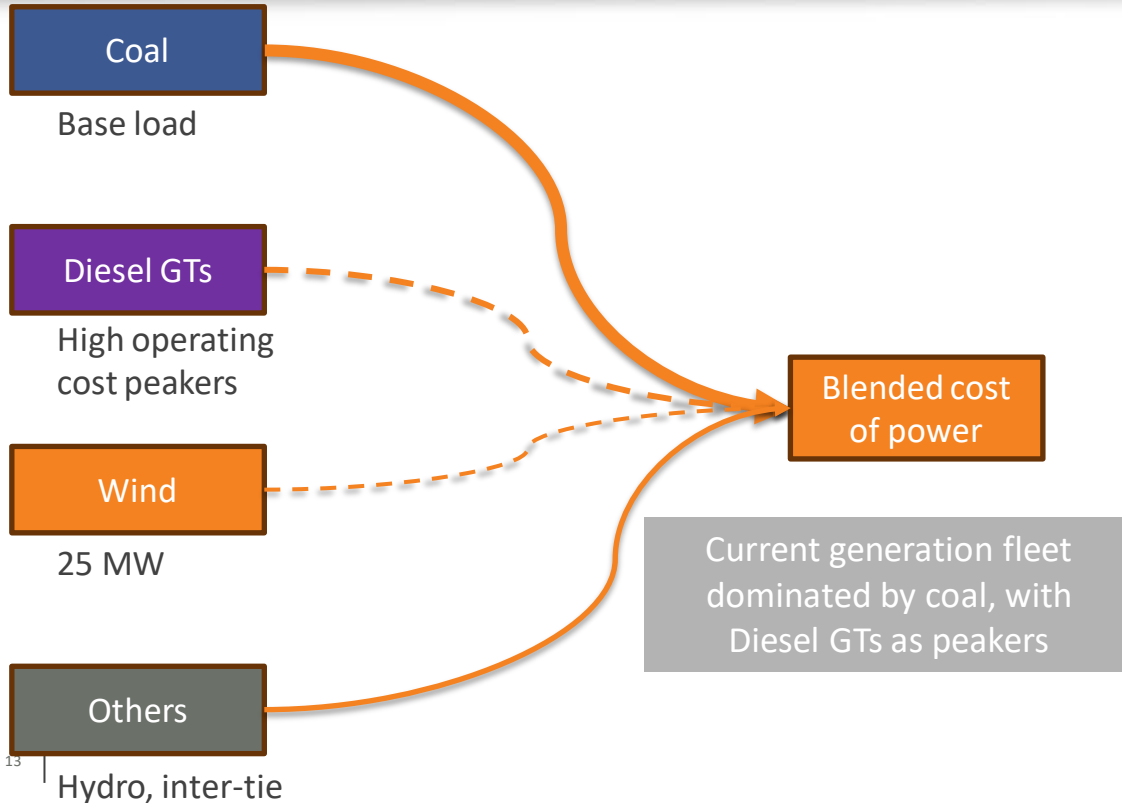 Coal
Base load
Diesel GTs
High operating
cost peakers
Blended cost
of power
Wind
25 MW
Current generation fleet
dominated by coal, with
Diesel GTs as peakers
Others
13
Hydro, inter-tie